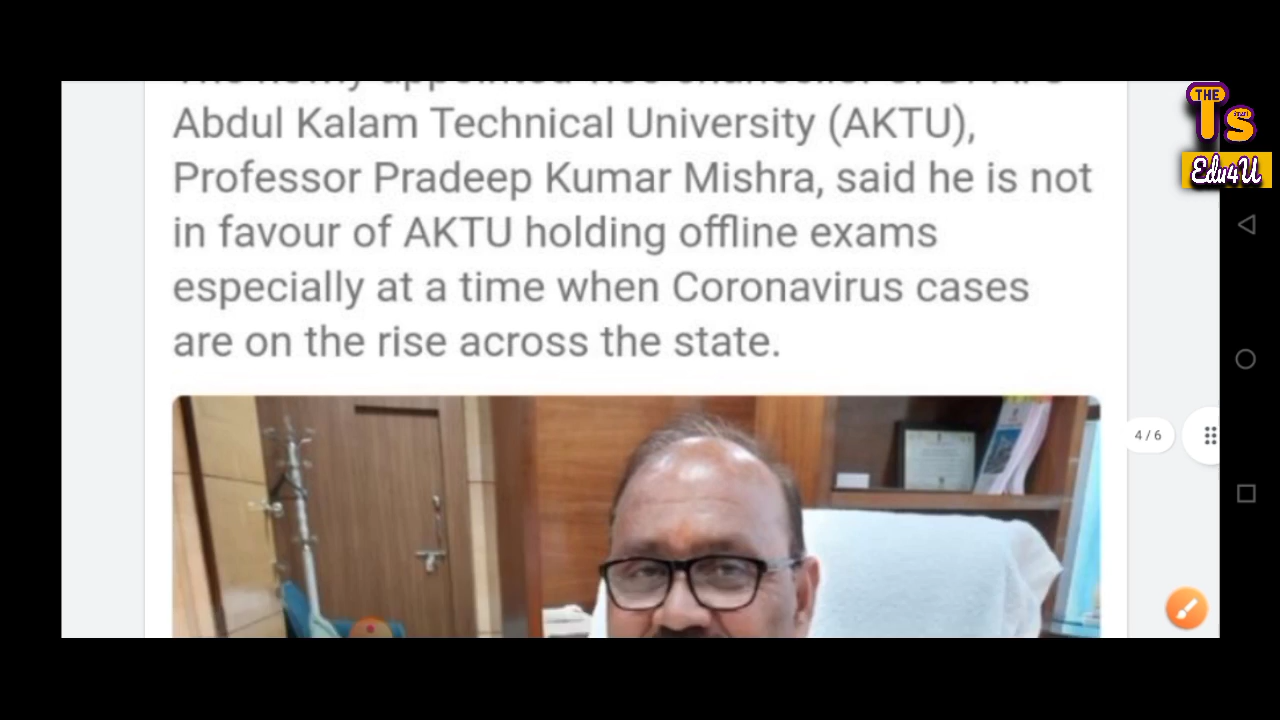 Abdul Kalam Technical University (AKTU),
Professor Pradeep Kumar Mishra, said he is not
in favour of AKTU holding offline exams
especially at a time when Coronavirus cases
are on the rise across the state.
THE
Ts
Edu4U
4 / 6